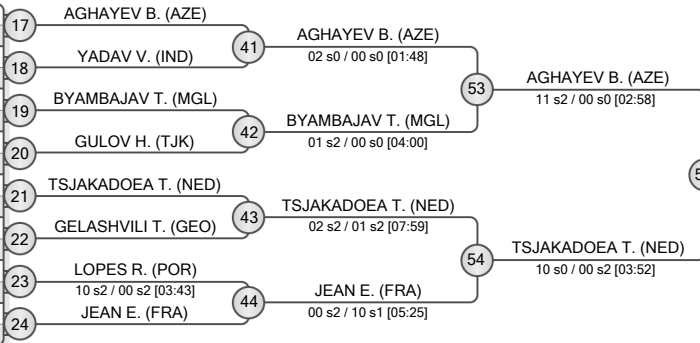 17
AGHAYEV B. (AZE)
18
YADAV V. (IND)
19
BYAMBAJAV T. (MGL)
20
GULOV H. (TJK)
21
TSJAKADOEA T. (NED)
22
GELASHVILI T. (GEO)
23
LOPES R. (POR)
10 s2 / 00 s2 [03:43]
24
JEAN E. (FRA)
41
AGHAYEV B. (AZE)
02 s0 / 00 s0 [01:48]
42
BYAMBAJAV T. (MGL)
01 s2 / 00 s0 [04:00]
43
TSJAKADOEA T. (NED)
02 s2 / 01 s2 [07:59]
44
JEAN E. (FRA)
00 s2 / 10 s1 [05:25]
53
AGHAYEV B. (AZE)
11 s2 / 00 s0 [02:58]
54
TSJAKADOEA T. (NED)
10 s0 / 00 s2 [03:52]